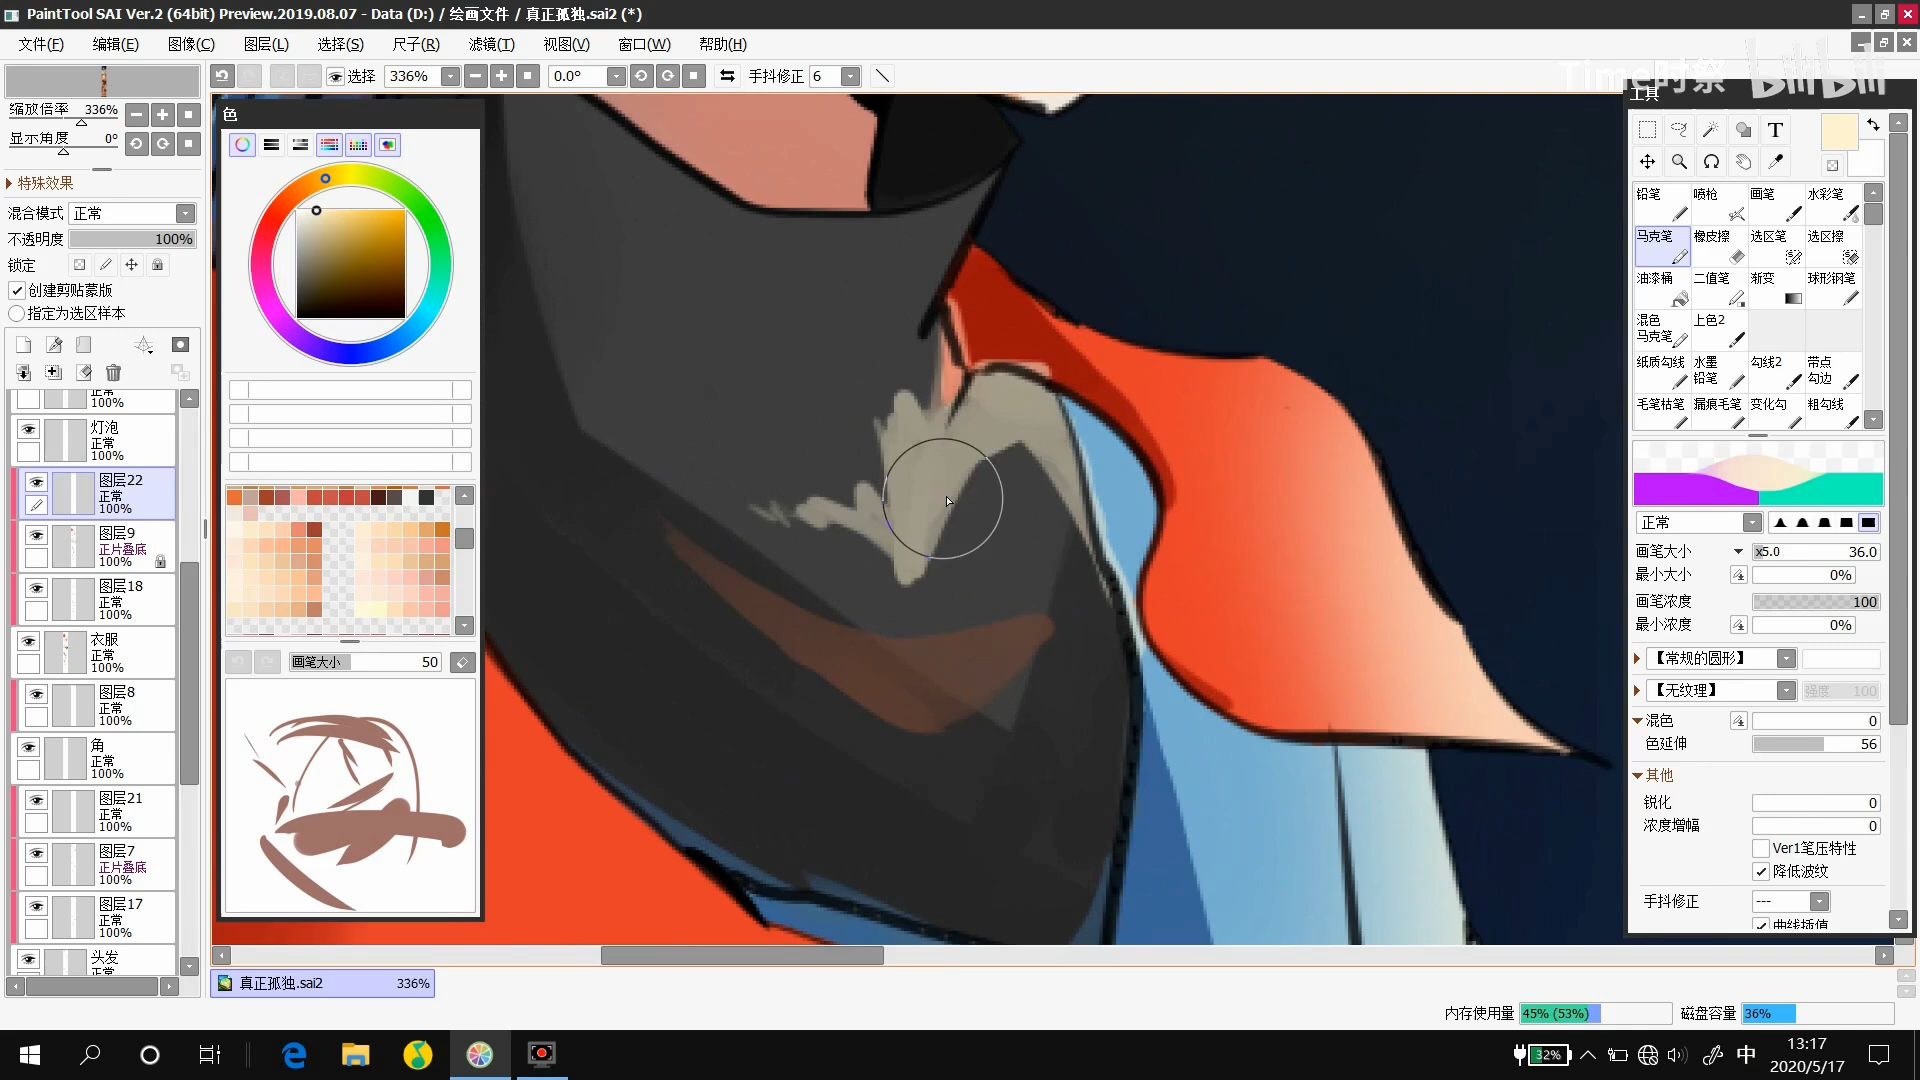 PaintTool SAI Ver.2 (64bit) Preview.2019.08.07 - Data (D:) / 绘画文件 / 真正孤独.sai2 (*)
文件(F) 编辑(E) 图像(C) 图层(L) 选择(S) 尺子(R) 滤镜(T) 视图(V) 窗口(W) 帮助(H)
选择 336% 0.0° 手抖修正 6
Time时祭 bilibili
缩放倍率 336%
显示角度 0°
特殊效果
混合模式 正常
不透明度 100%
锁定
创建剪贴蒙版
指定为选区样本
正常
100%
灯泡
正常
100%
图层22
正常
100%
图层9
正片叠底
100%
图层18
正常
100%
衣服
正常
100%
图层8
正常
100%
角
正常
100%
图层21
正常
100%
图层7
正片叠底
100%
图层17
正常
100%
头发
正常
色
画笔大小 50
工具
T
铅笔 喷枪 画笔 水彩笔
马克笔 橡皮擦 选区笔 选区擦
油漆桶 二值笔 渐变 球形钢笔
混色 马克笔 上色2
纸质勾线 水墨铅笔 勾线2 带点勾边
毛笔枯笔 漏痕毛笔 变化勾 粗勾线
正常
画笔大小 x5.0 36.0
最小大小 0%
画笔浓度 100
最小浓度 0%
【常规的圆形】
【无纹理】 强度 100
混色 0
色延伸 56
其他
锐化 0
浓度增幅 0
Ver1笔压特性
降低波纹
手抖修正 ---
曲线插值
真正孤独.sai2 336%
内存使用量 45% (53%) 磁盘容量 36%
32% 中 13:17
2020/5/17